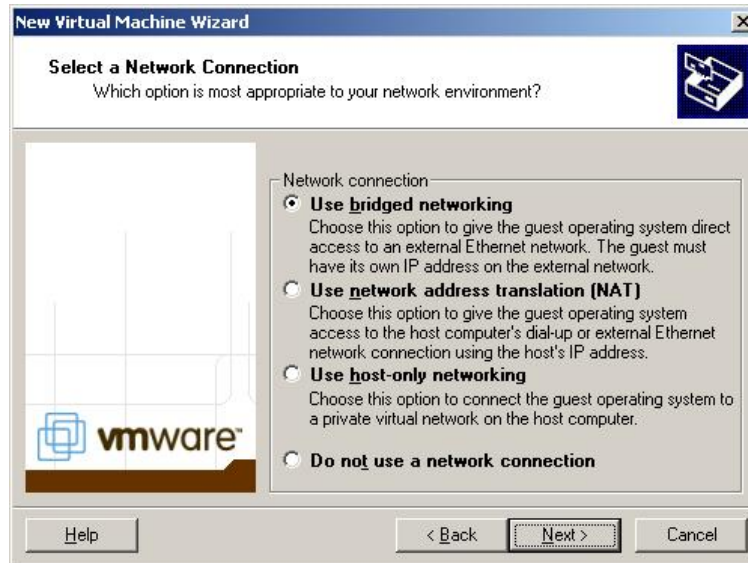 New Virtual Machine Wizard
Select a Network Connection
Which option is most appropriate to your network environment?
Network connection
Use bridged networking
Choose this option to give the guest operating system direct
access to an external Ethernet network. The guest must
have its own IP address on the external network.
Use network address translation (NAT)
Choose this option to give the guest operating system
access to the host computer's dial-up or external Ethernet
network connection using the host's IP address.
Use host-only networking
Choose this option to connect the guest operating system to
a private virtual network on the host computer.
Do not use a network connection
vmware™
Help
< Back
Next >
Cancel